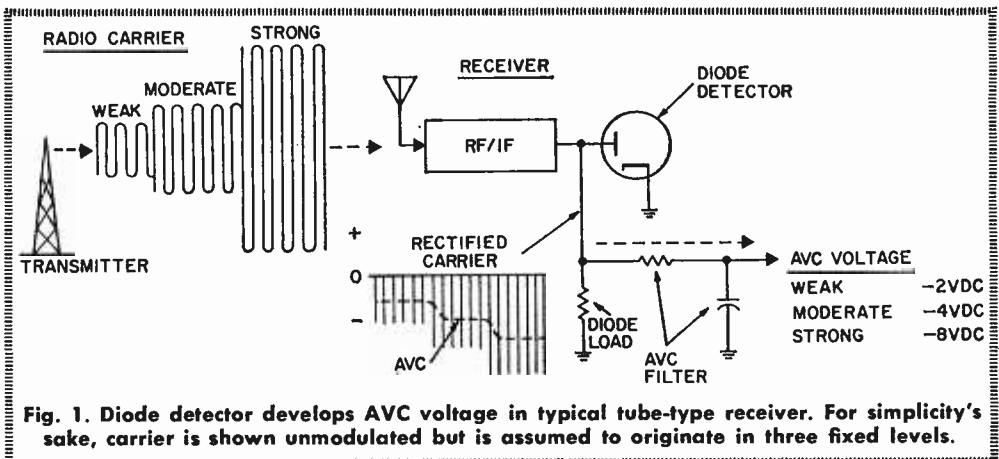 RADIO CARRIER
STRONG
MODERATE
WEAK
TRANSMITTER
RECEIVER
RF/IF
DIODE
DETECTOR
+
RECTIFIED
CARRIER
0
−
AVC
DIODE
LOAD
AVC
FILTER
AVC VOLTAGE
WEAK −2VDC
MODERATE −4VDC
STRONG −8VDC
Fig. 1. Diode detector develops AVC voltage in typical tube-type receiver. For simplicity's
sake, carrier is shown unmodulated but is assumed to originate in three fixed levels.